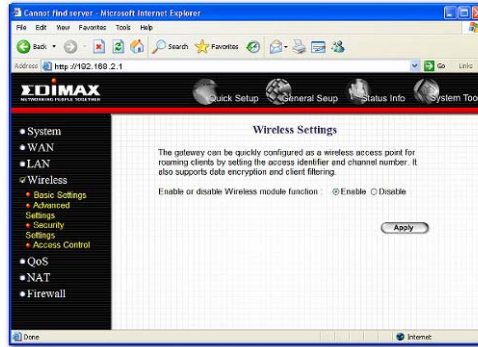 Cannot find server - Microsoft Internet Explorer
File Edit View Favorites Tools Help
Back Search Favorites
Address http://192.168.2.1 Go Links
EDIMAX
NETWORKING PEOPLE TOGETHER
Quick Setup General Seup Status Info System Too
System
WAN
LAN
Wireless
Basic Settings
Advanced
Settings
Security
Settings
Access Control
QoS
NAT
Firewall
Wireless Settings
The gateway can be quickly configured as a wireless access point for
roaming clients by setting the access identifier and channel number. It
also supports data encryption and client filtering.
Enable or disable Wireless module function : Enable Disable
Apply
Done Internet